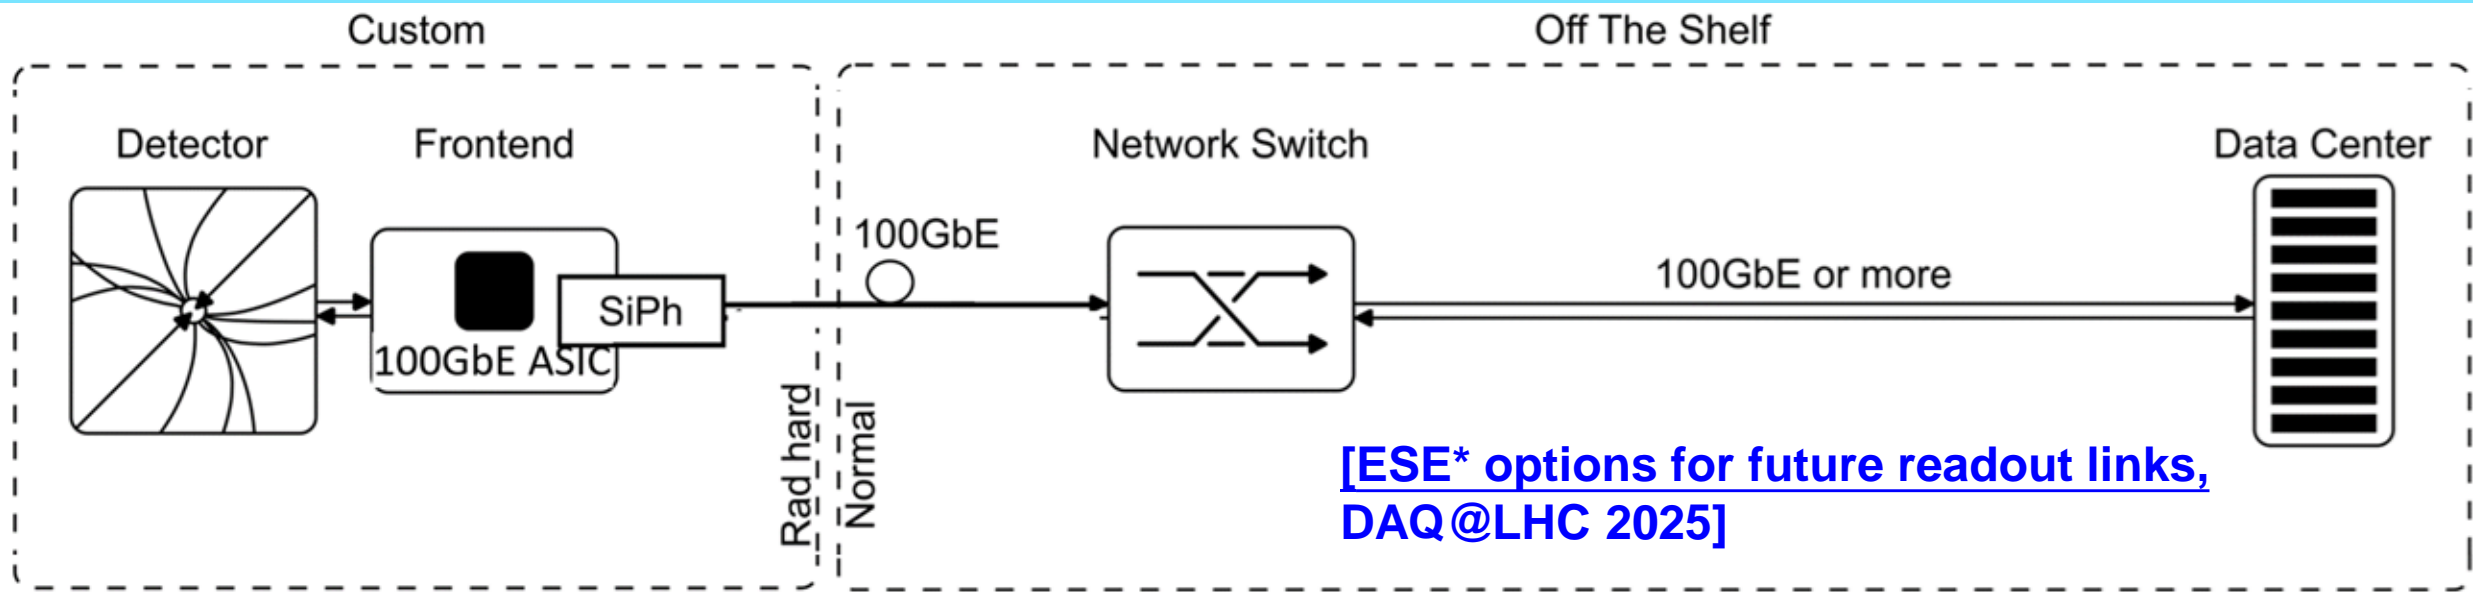 Custom
Off The Shelf
Detector
Frontend
Network Switch
Data Center
100GbE
100GbE or more
SiPh
100GbE ASIC
Rad hard
Normal
[ESE* options for future readout links,
DAQ@LHC 2025]